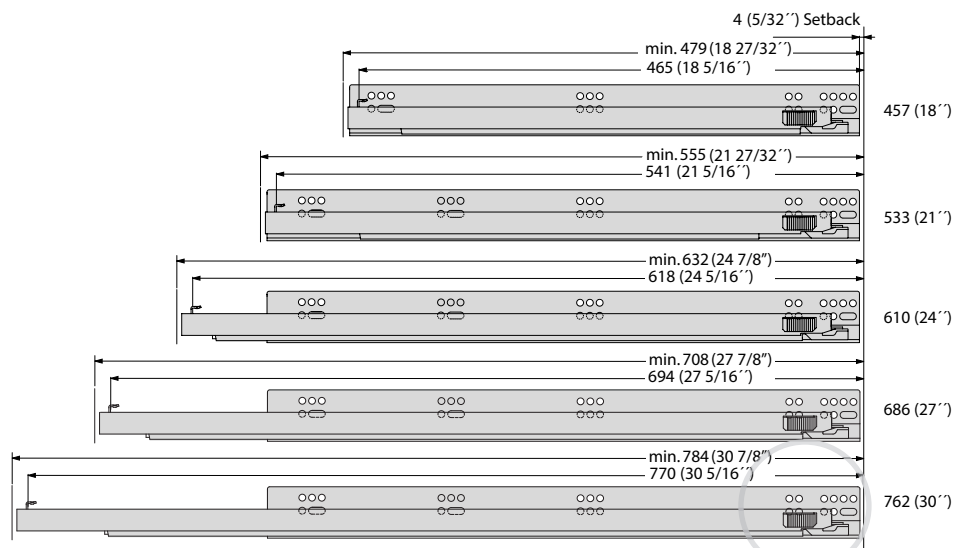 4 (5/32´´) Setback
min. 479 (18 27/32´´)
465 (18 5/16´´)
457 (18´´)
min. 555 (21 27/32´´)
541 (21 5/16´´)
533 (21´´)
min. 632 (24 7/8”)
618 (24 5/16´´)
610 (24´´)
min. 708 (27 7/8”)
694 (27 5/16´´)
686 (27´´)
min. 784 (30 7/8”)
770 (30 5/16´´)
762 (30´´)